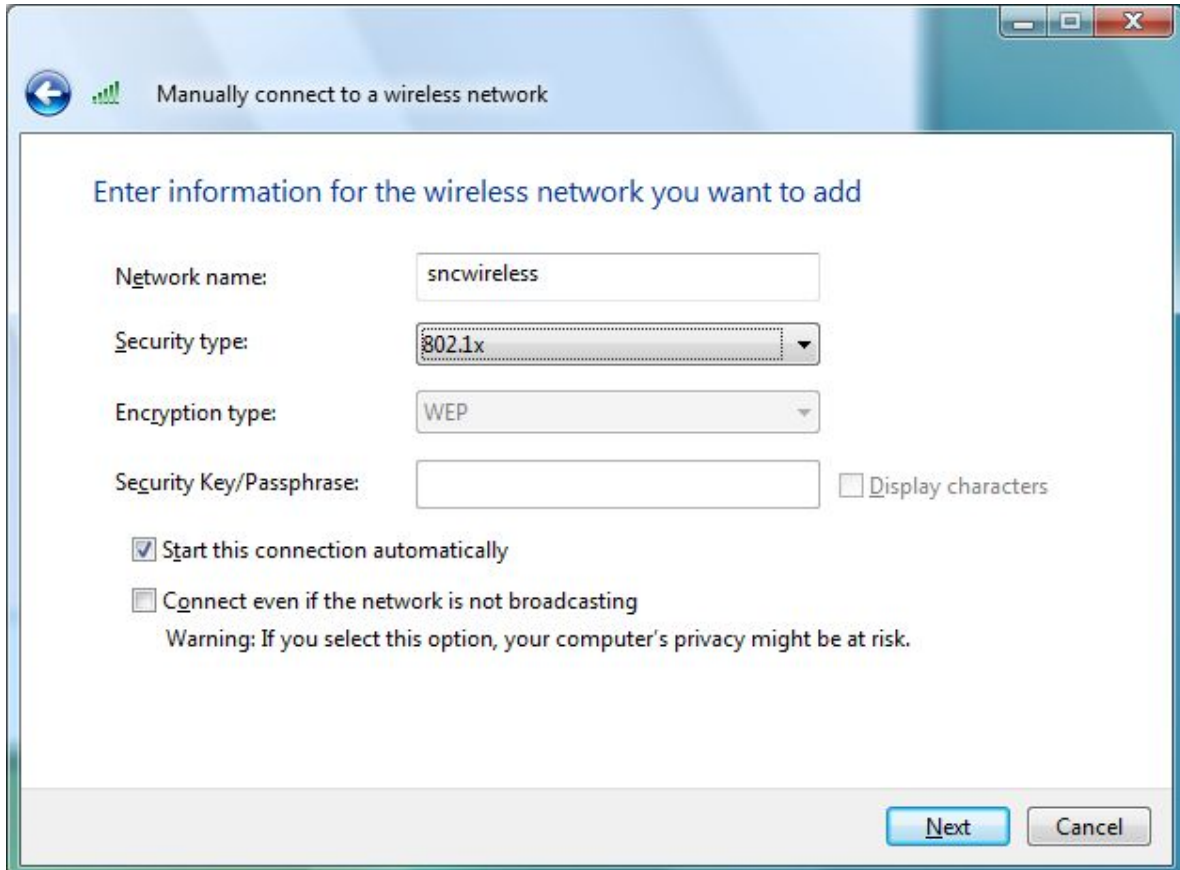 Manually connect to a wireless network
Enter information for the wireless network you want to add
Network name: sncwireless
Security type: 802.1x
Encryption type: WEP
Security Key/Passphrase: Display characters
Start this connection automatically
Connect even if the network is not broadcasting
Warning: If you select this option, your computer's privacy might be at risk.
Next Cancel